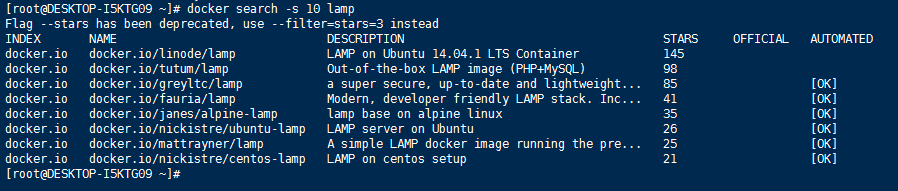 [root@DESKTOP-I5KTG09 ~]# docker search -s 10 lamp
Flag --stars has been deprecated, use --filter=stars=3 instead
INDEX NAME DESCRIPTION STARS OFFICIAL AUTOMATED
docker.io docker.io/linode/lamp LAMP on Ubuntu 14.04.1 LTS Container 145
docker.io docker.io/tutum/lamp Out-of-the-box LAMP image (PHP+MySQL) 98
docker.io docker.io/greyltc/lamp a super secure, up-to-date and lightweight... 85 [OK]
docker.io docker.io/fauria/lamp Modern, developer friendly LAMP stack. Inc... 41 [OK]
docker.io docker.io/janes/alpine-lamp lamp base on alpine linux 35 [OK]
docker.io docker.io/nickistre/ubuntu-lamp LAMP server on Ubuntu 26 [OK]
docker.io docker.io/mattrayner/lamp A simple LAMP docker image running the pre... 25 [OK]
docker.io docker.io/nickistre/centos-lamp LAMP on centos setup 21 [OK]
[root@DESKTOP-I5KTG09 ~]#